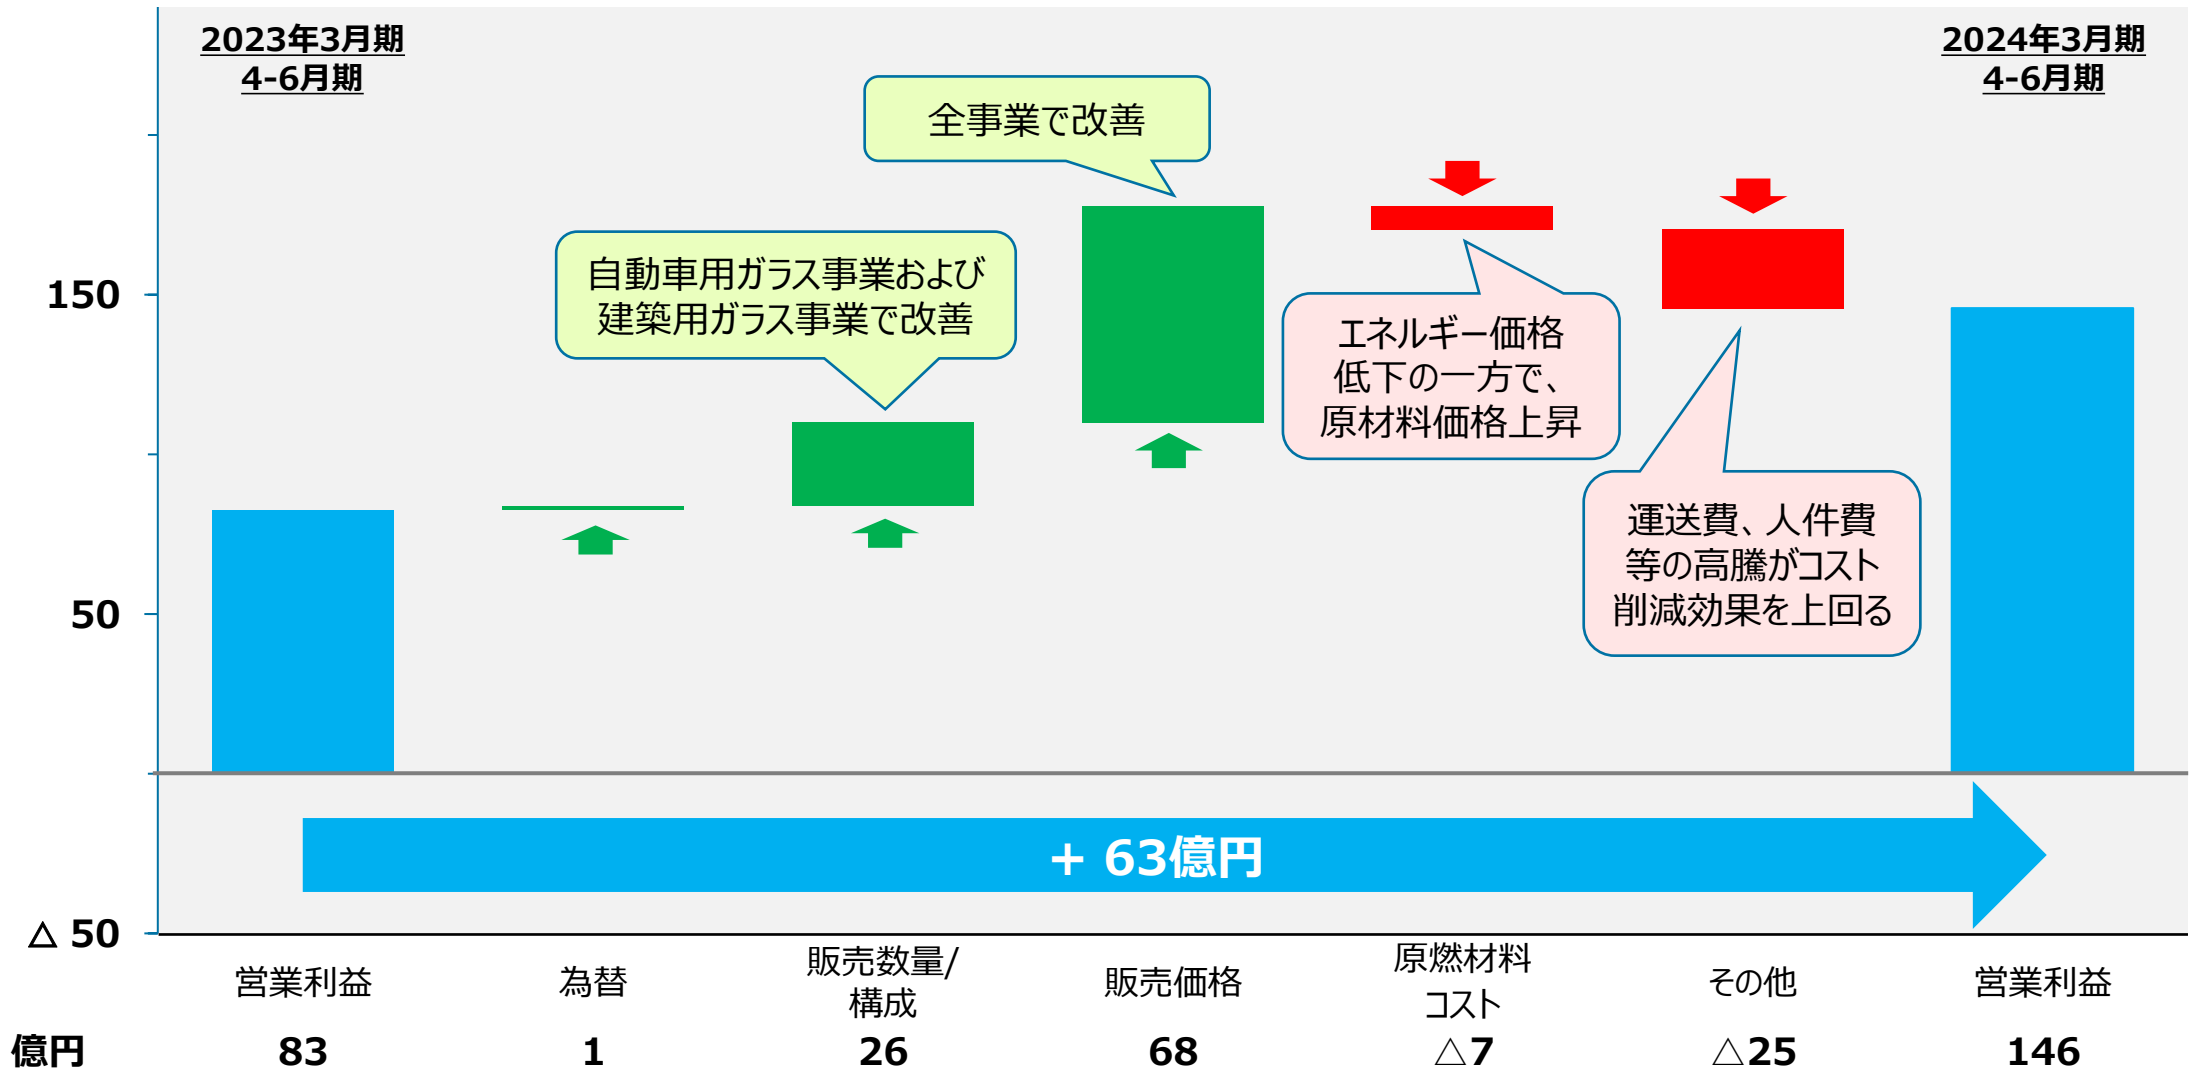 2023年3月期
4-6月期
2024年3月期
4-6月期
全事業で改善
自動車用ガラス事業および
建築用ガラス事業で改善
エネルギー価格
低下の一方で、
原材料価格上昇
運送費、人件費
等の高騰がコスト
削減効果を上回る
150
50
△ 50
+ 63億円
営業利益
為替
販売数量/
構成
販売価格
原燃材料
コスト
その他
営業利益
億円 83 1 26 68 △7 △25 146